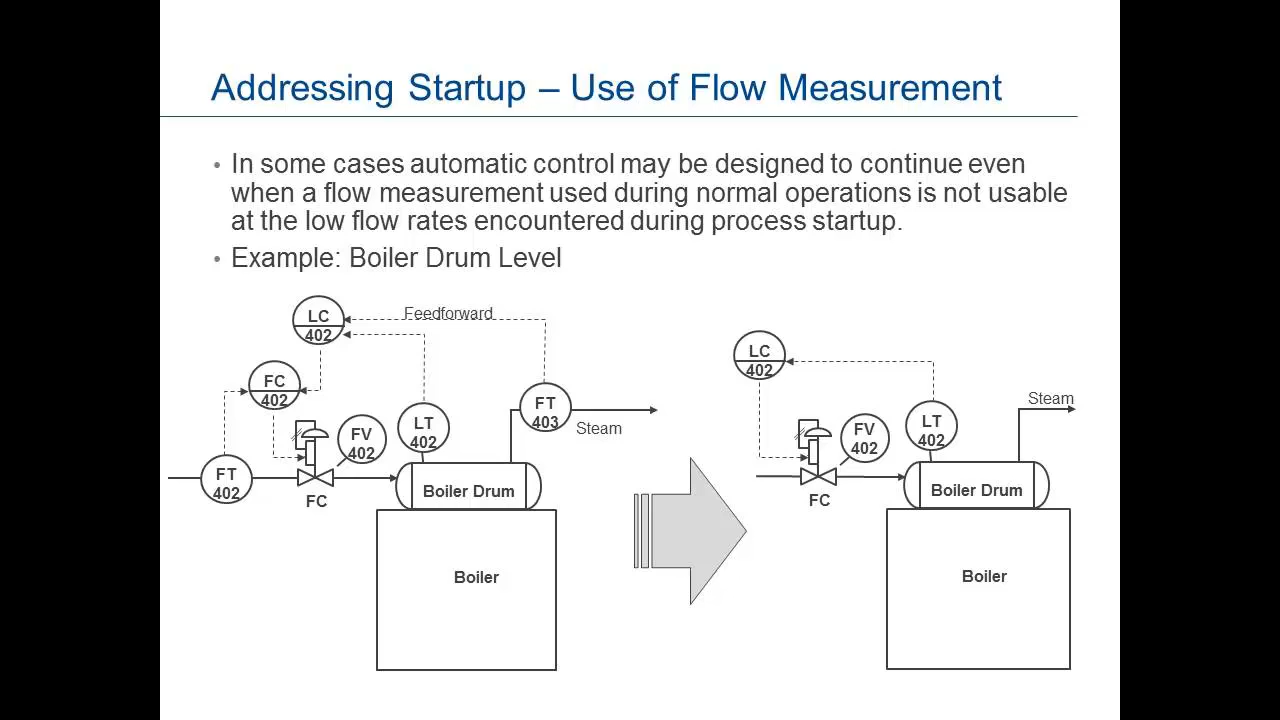 Addressing Startup – Use of Flow Measurement
• In some cases automatic control may be designed to continue even
when a flow measurement used during normal operations is not usable
at the low flow rates encountered during process startup.
• Example: Boiler Drum Level
LC
402
Feedforward
FC
402
FT
403
Steam
LT
402
FV
402
FT
402
FC
Boiler Drum
Boiler
LC
402
Steam
LT
402
FV
402
FC
Boiler Drum
Boiler